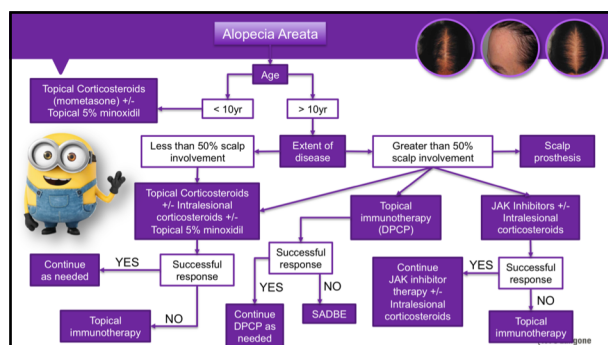 Alopecia Areata
Age
Topical Corticosteroids
(mometasone) +/-
Topical 5% minoxidil
< 10yr
> 10yr
Less than 50% scalp
involvement
Extent of
disease
Greater than 50%
scalp involvement
Scalp
prosthesis
Topical Corticosteroids
+/- Intralesional
corticosteroids +/-
Topical 5% minoxidil
Topical
immunotherapy
(DPCP)
JAK Inhibitors +/-
Intralesional
corticosteroids
Continue
as needed
YES
Successful
response
NO
Topical
immunotherapy
Successful
response
YES
NO
Continue
DPCP as
needed
SADBE
Continue
JAK inhibitor
therapy +/-
Intralesional
corticosteroids
YES
Successful
response
NO
Topical
immunotherapy